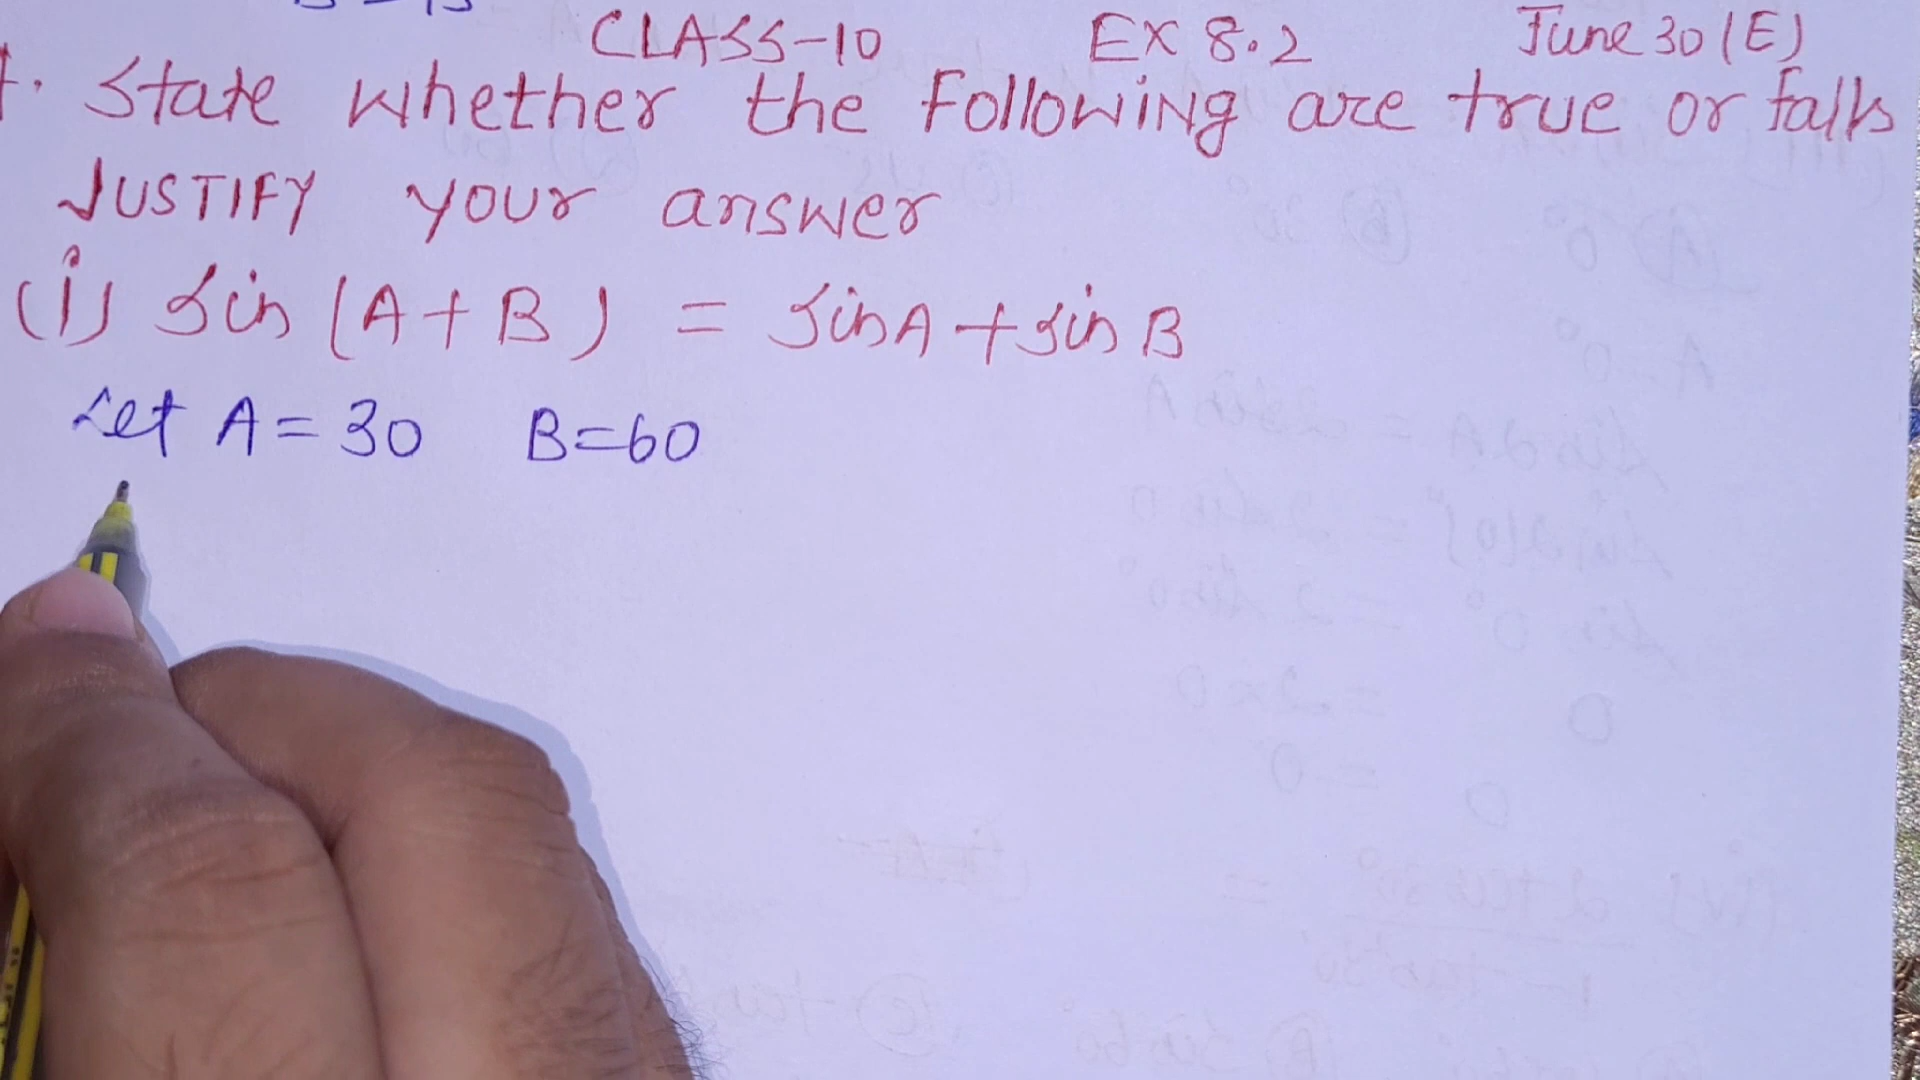 CLASS-10 EX 8.2 June 30 (E)
State whether the Following are true or falls
JUSTIFY your answer
(i) sin (A+B) = sinA + sin B
Let A = 30 B=60